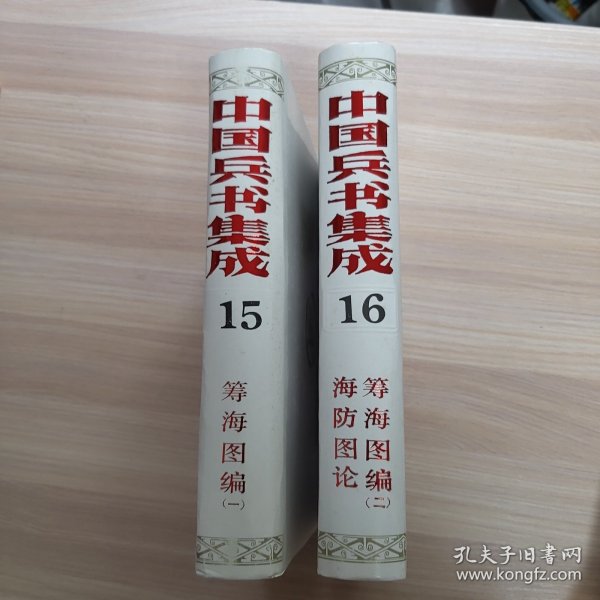 中国兵书集成
15
筹海图编(一)
中国兵书集成
16
筹海图编(二)
海防图论
孔夫子旧书网
www.kongfz.com